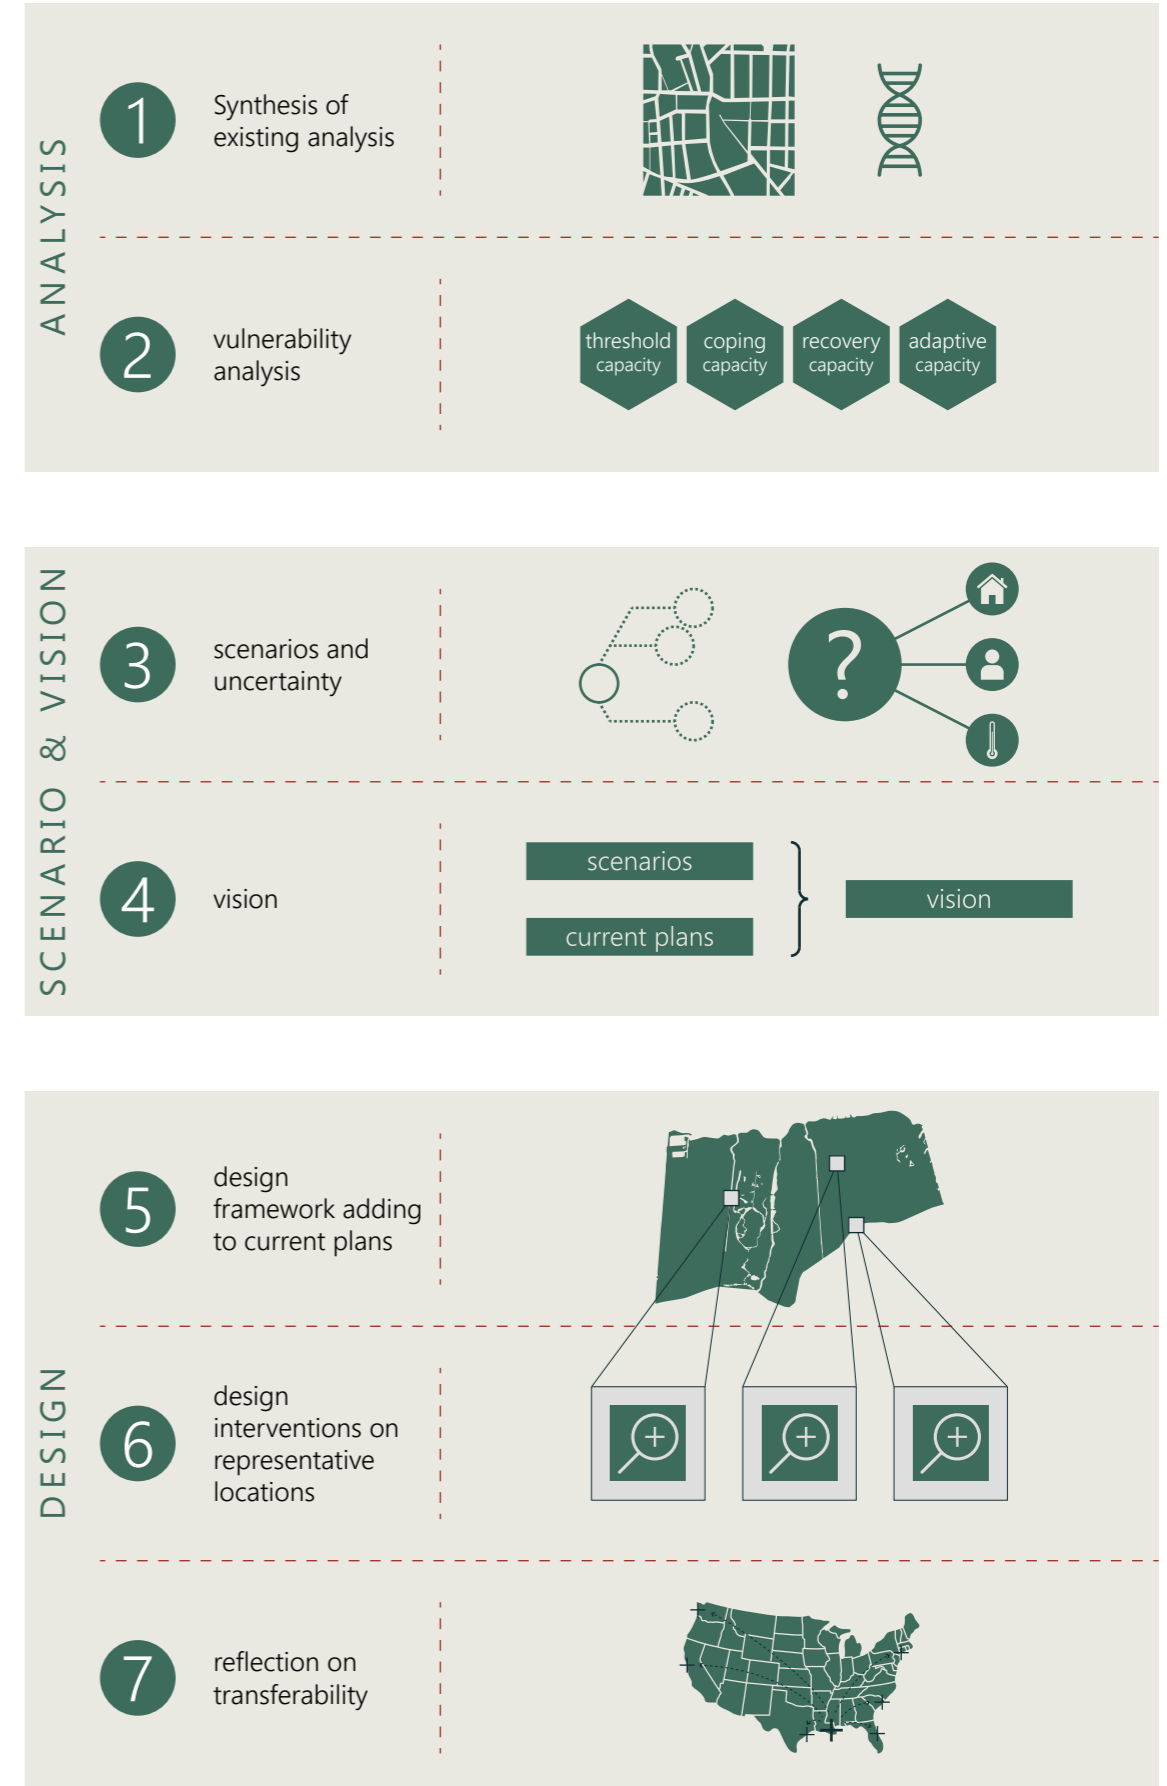 ANALYSIS
1
Synthesis of
existing analysis
2
vulnerability
analysis
threshold
capacity
coping
capacity
recovery
capacity
adaptive
capacity
SCENARIO & VISION
3
scenarios and
uncertainty
?
4
vision
scenarios
current plans
vision
DESIGN
5
design
framework adding
to current plans
6
design
interventions on
representative
locations
7
reflection on
transferability